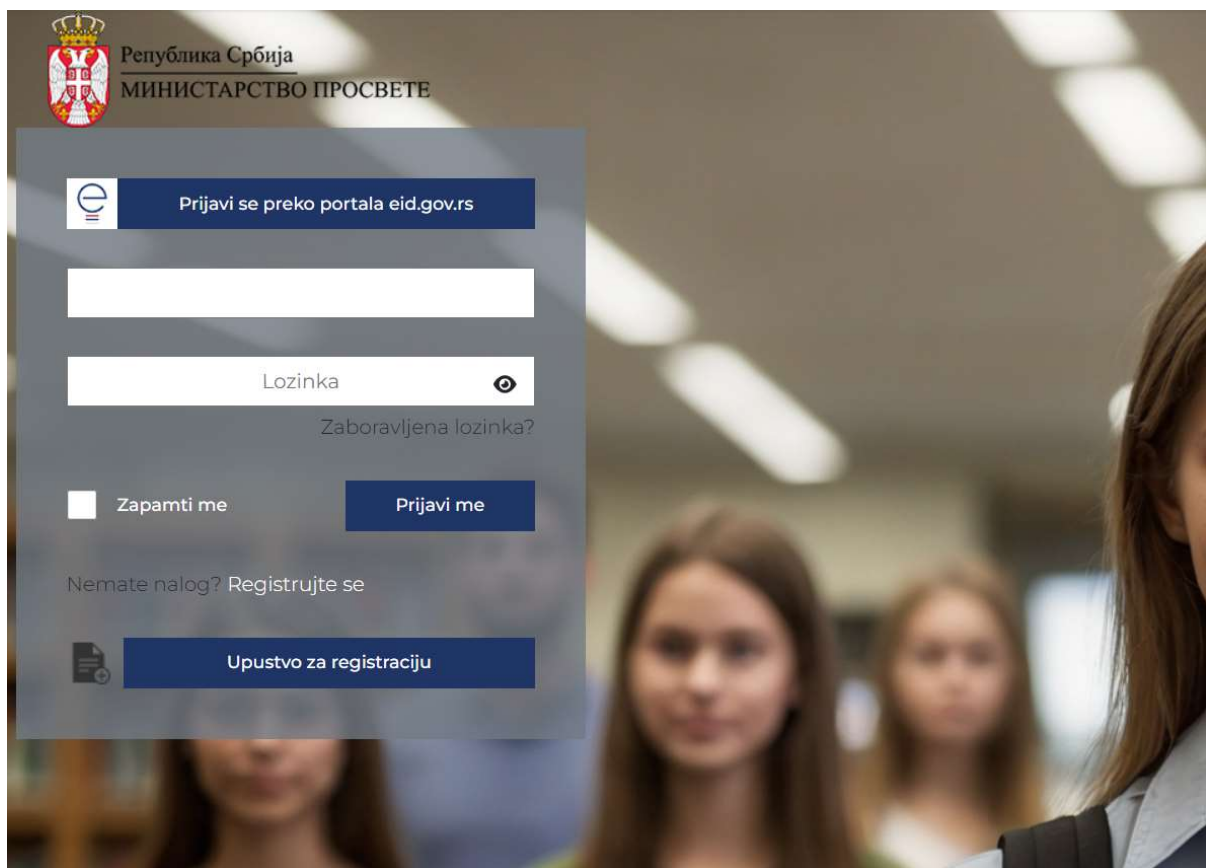 Република Србија
МИНИСТАРСТВО ПРОСВЕТЕ
Prijavi se preko portala eid.gov.rs
Lozinka
Zaboravljena lozinka?
Zapamti me
Prijavi me
Nemate nalog? Registrujte se
Upustvo za registraciju